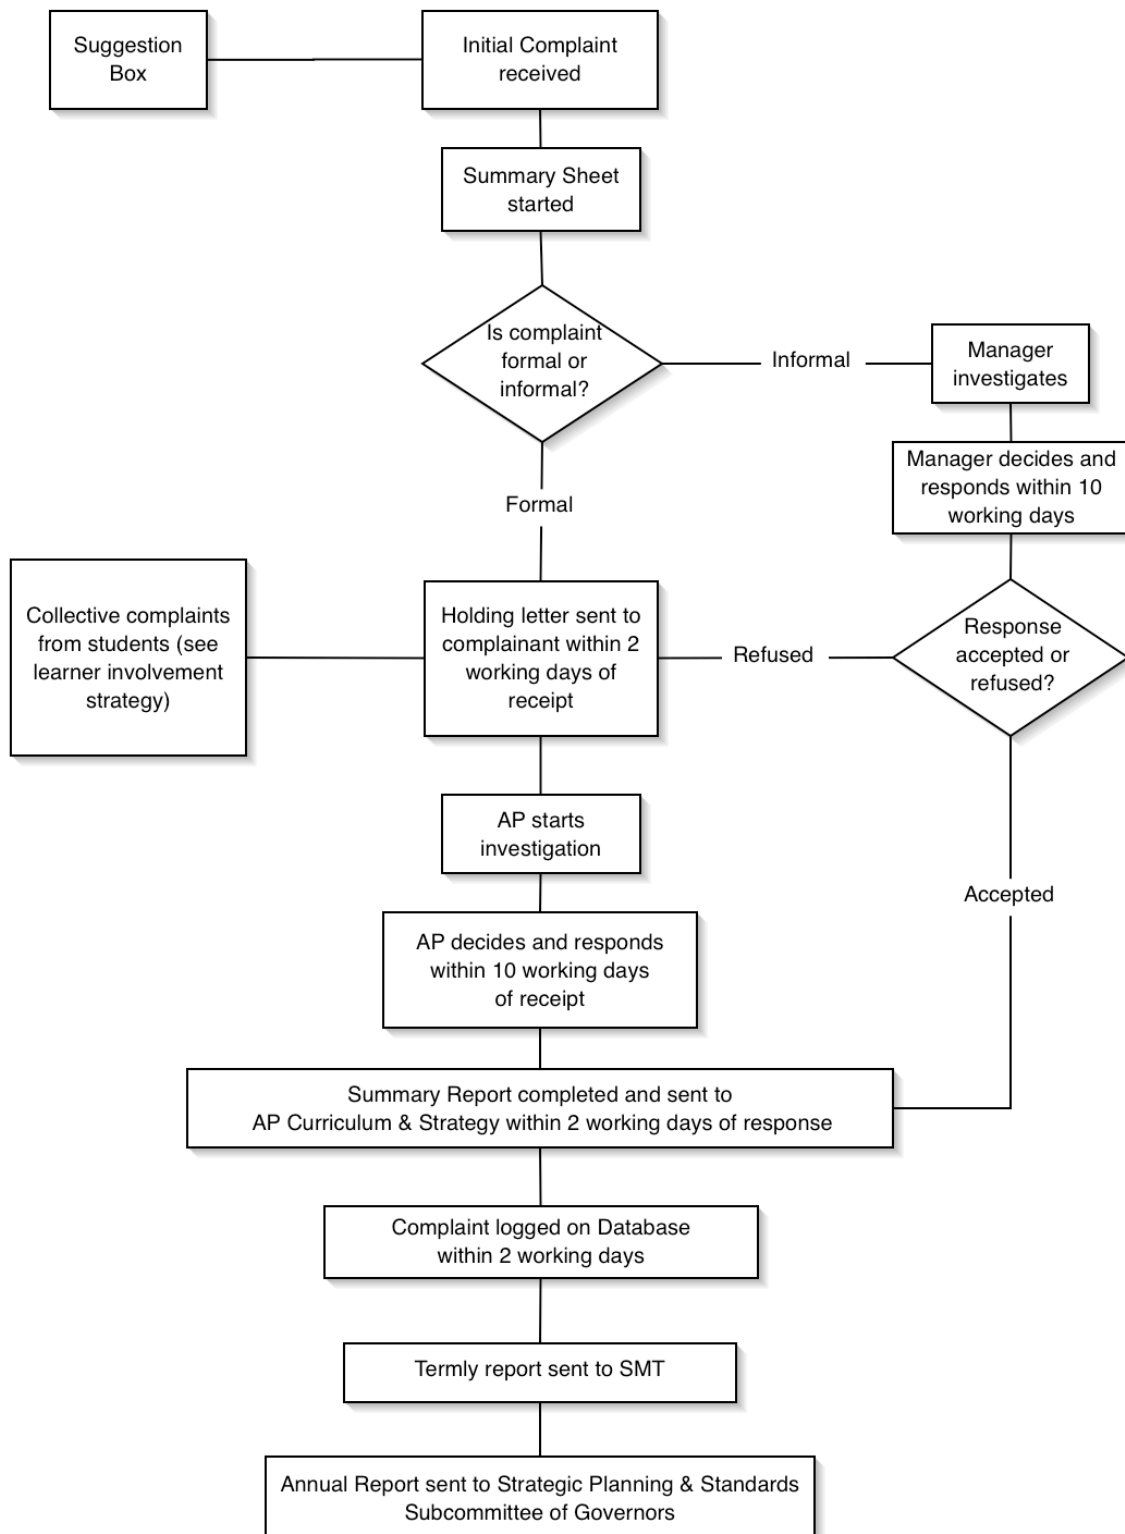 Suggestion
Box
Initial Complaint
received
Summary Sheet
started
Is complaint
formal or
informal?
Informal
Manager
investigates
Manager decides and
responds within 10
working days
Formal
Collective complaints
from students (see
learner involvement
strategy)
Holding letter sent to
complainant within 2
working days of
receipt
Refused
Response
accepted or
refused?
AP starts
investigation
Accepted
AP decides and responds
within 10 working days
of receipt
Summary Report completed and sent to
AP Curriculum & Strategy within 2 working days of response
Complaint logged on Database
within 2 working days
Termly report sent to SMT
Annual Report sent to Strategic Planning & Standards
Subcommittee of Governors